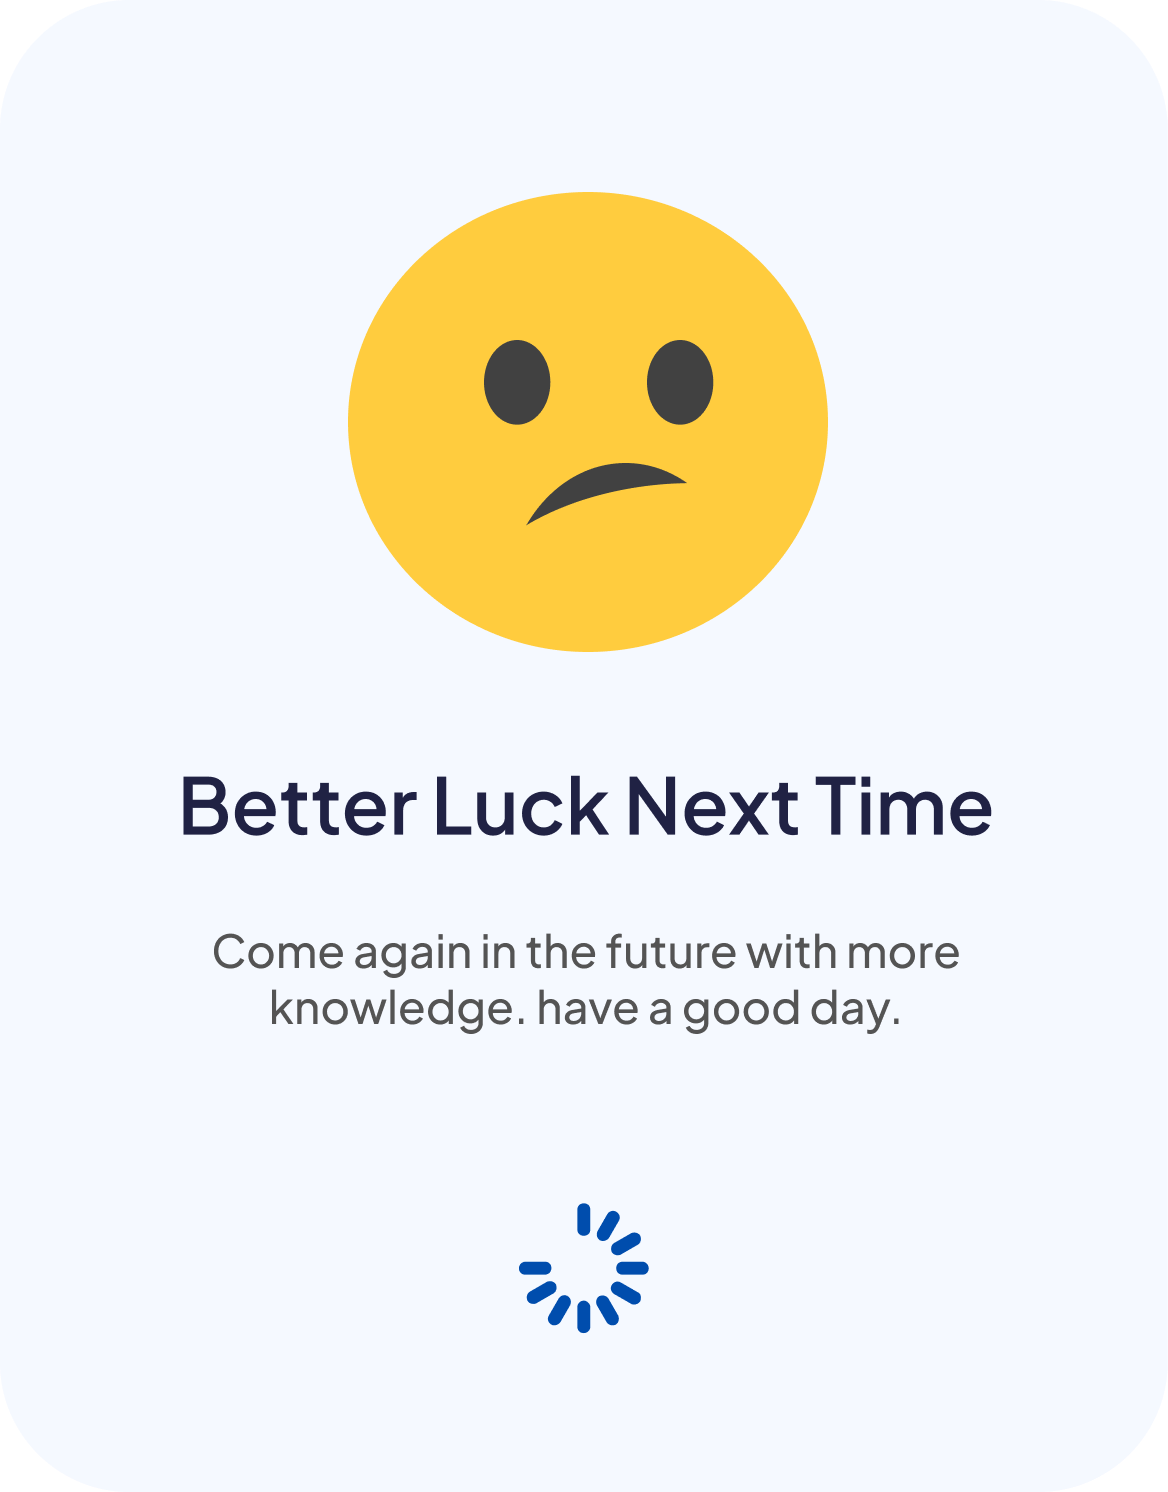 Better Luck Next Time
Come again in the future with more
knowledge. have a good day.